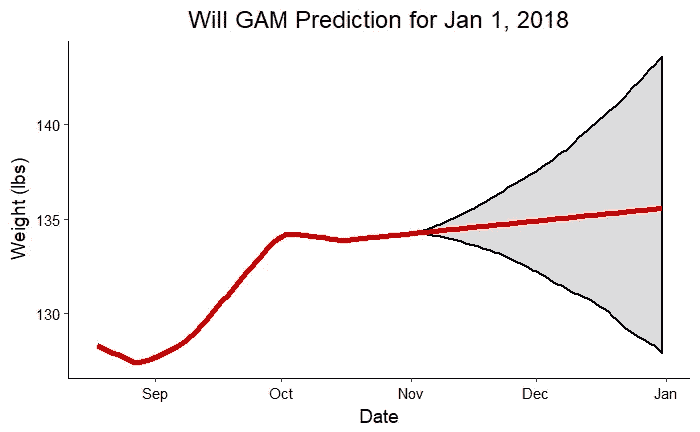 Will GAM Prediction for Jan 1, 2018
Weight (lbs)
140
135
130
Sep Oct Nov Dec Jan
Date